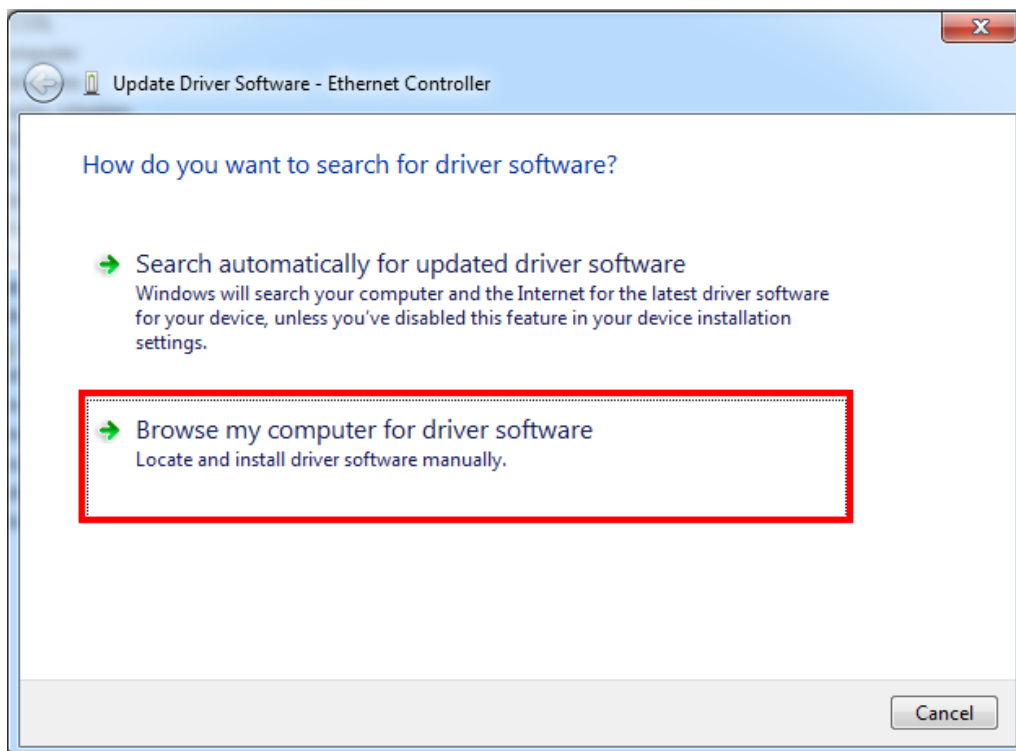 Update Driver Software - Ethernet Controller
How do you want to search for driver software?
Search automatically for updated driver software
Windows will search your computer and the Internet for the latest driver software
for your device, unless you've disabled this feature in your device installation
settings.
Browse my computer for driver software
Locate and install driver software manually.
Cancel